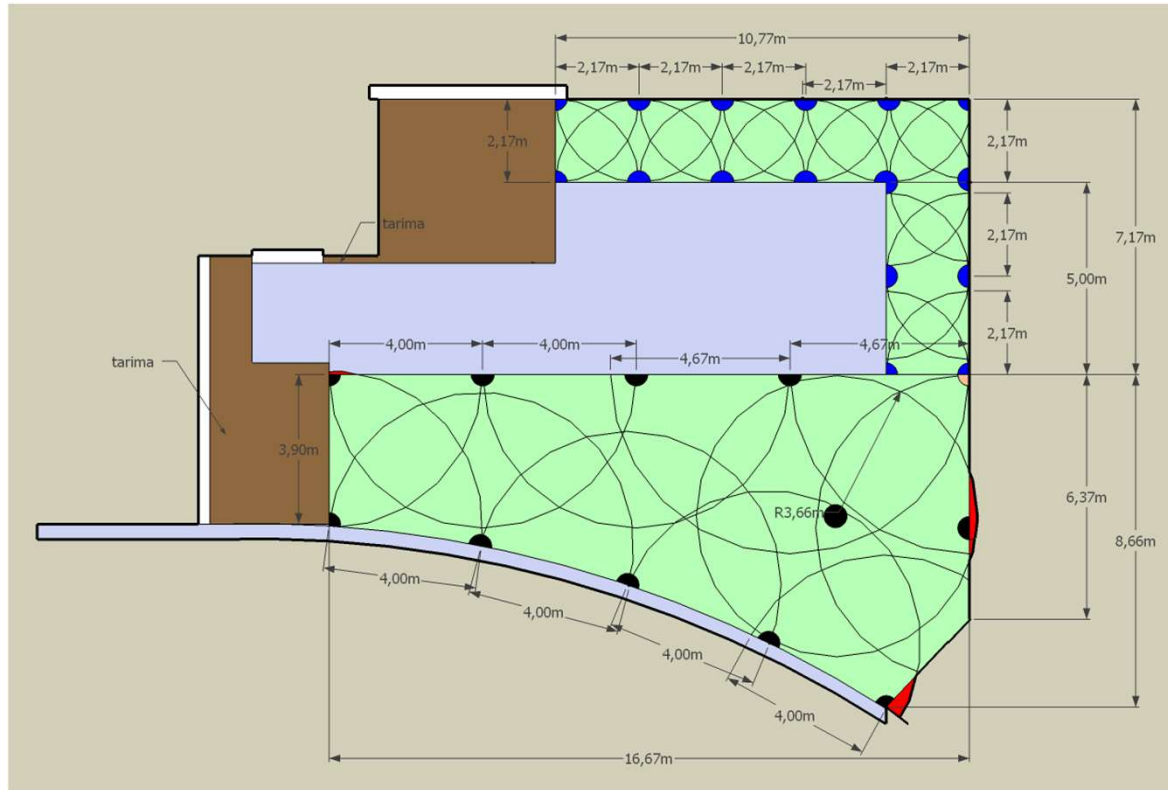 10,77m
2,17m 2,17m 2,17m 2,17m
2,17m
2,17m 2,17m
tarima
2,17m 7,17m
5,00m
2,17m
4,00m 4,00m 4,67m 4,67m
tarima
3,90m
6,37m
R3,66m
8,66m
4,00m
4,00m
4,00m
4,00m
16,67m